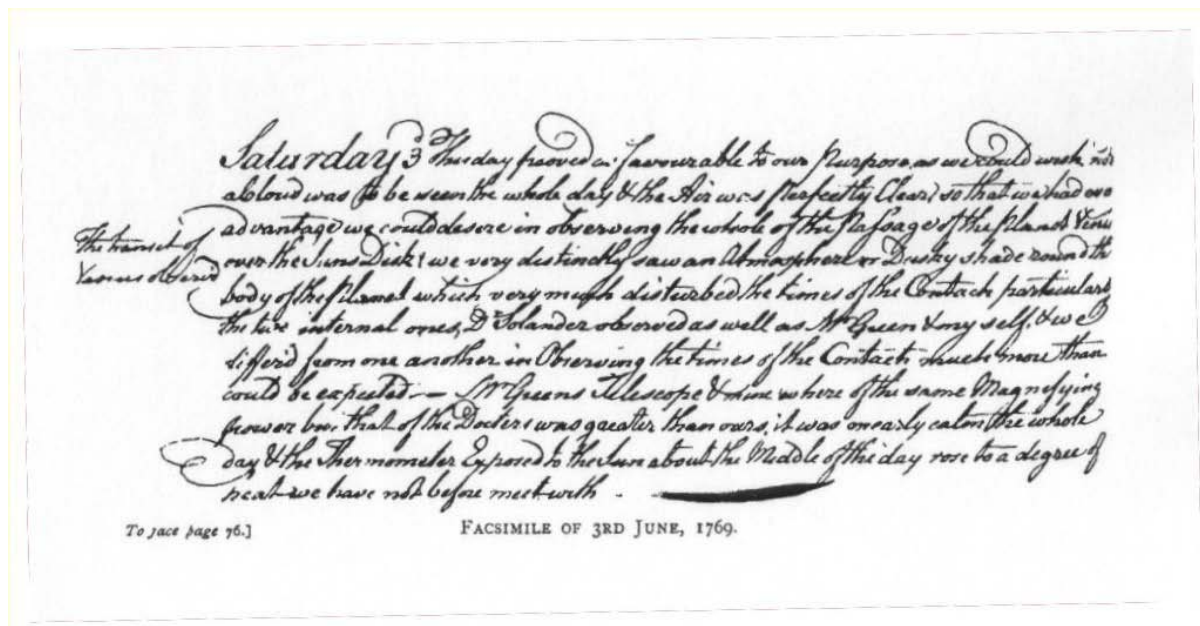 Saturday 3rd This day proved as favourable to our Purpose as we could wish, not
a Cloud was to be seen the whole day & the Air was perfectly Clear, so that we had eve
advantage we could desire in observing the whole of the Passage of the Planet Venu
The transit of
Venus observed
over the Suns Disk: we very distinctly saw an Atmosphere or Dusky shade round th
body of the Planet which very much disturbed the times of the Contacts particularly
the two internal ones, Dr Solander observed as well as Mr Green & my self, & we
differ'd from one another in Observing the times of the Contacts much more than
could be expected — Mr Greens Telescope & mine where of the same Magnifying
power but that of the Docters was greater than ours, it was nearly calm the whole
day & the Thermometer Exposed to the Sun about the Middle of the day rose to a degree of
heat we have not before meet with .
To face page 76.]
FACSIMILE OF 3RD JUNE, 1769.